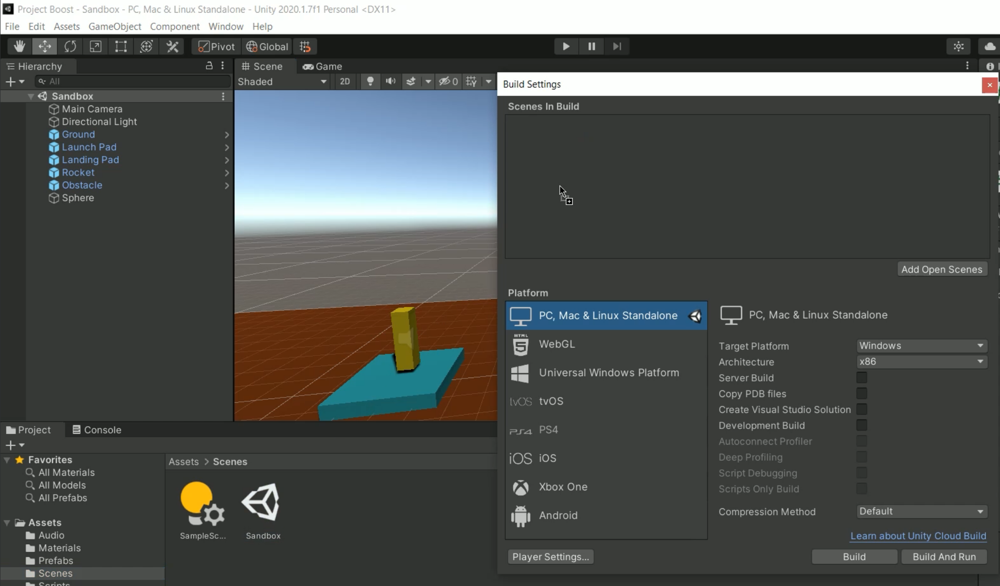 Project Boost - Sandbox - PC, Mac & Linux Standalone - Unity 2020.1.7f1 Personal <DX11>
File Edit Assets GameObject Component Window Help
Pivot Global
Hierarchy
All
Sandbox
Main Camera
Directional Light
Ground
Launch Pad
Landing Pad
Rocket
Obstacle
Sphere
Scene Game
Shaded 2D 0
Build Settings
Scenes In Build
Add Open Scenes
Platform
PC, Mac & Linux Standalone
HTML 5 WebGL
Universal Windows Platform
tvOS tvOS
PS4 PS4
iOS iOS
Xbox One
Android
PC, Mac & Linux Standalone
Target Platform Windows
Architecture x86
Server Build
Copy PDB files
Create Visual Studio Solution
Development Build
Autoconnect Profiler
Deep Profiling
Script Debugging
Scripts Only Build
Compression Method Default
Learn about Unity Cloud Build
Player Settings... Build Build And Run
Project Console
Favorites
All Materials
All Models
All Prefabs
Assets
Audio
Materials
Prefabs
Scenes
Scripts
Assets > Scenes
SampleSc... Sandbox